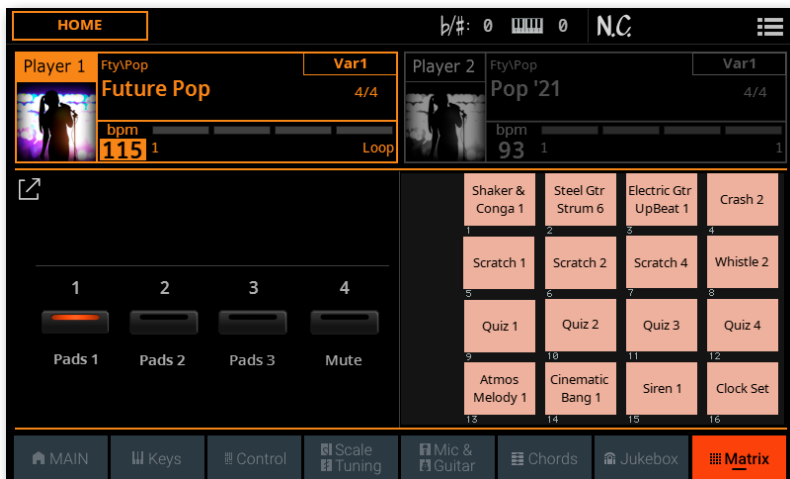 HOME
♭/#: 0
0
N.C.
Player 1
Fty\Pop
Var1
Future Pop
4/4
bpm
115
1
Loop
Player 2
Fty\Pop
Var1
Pop '21
4/4
bpm
93
1
1
1
2
3
4
Pads 1
Pads 2
Pads 3
Mute
Shaker &
Conga 1
1
Steel Gtr
Strum 6
2
Electric Gtr
UpBeat 1
3
Crash 2
4
Scratch 1
5
Scratch 2
6
Scratch 4
7
Whistle 2
8
Quiz 1
9
Quiz 2
10
Quiz 3
11
Quiz 4
12
Atmos
Melody 1
13
Cinematic
Bang 1
14
Siren 1
15
Clock Set
16
MAIN
Keys
Control
Scale
Tuning
Mic &
Guitar
Chords
Jukebox
Matrix